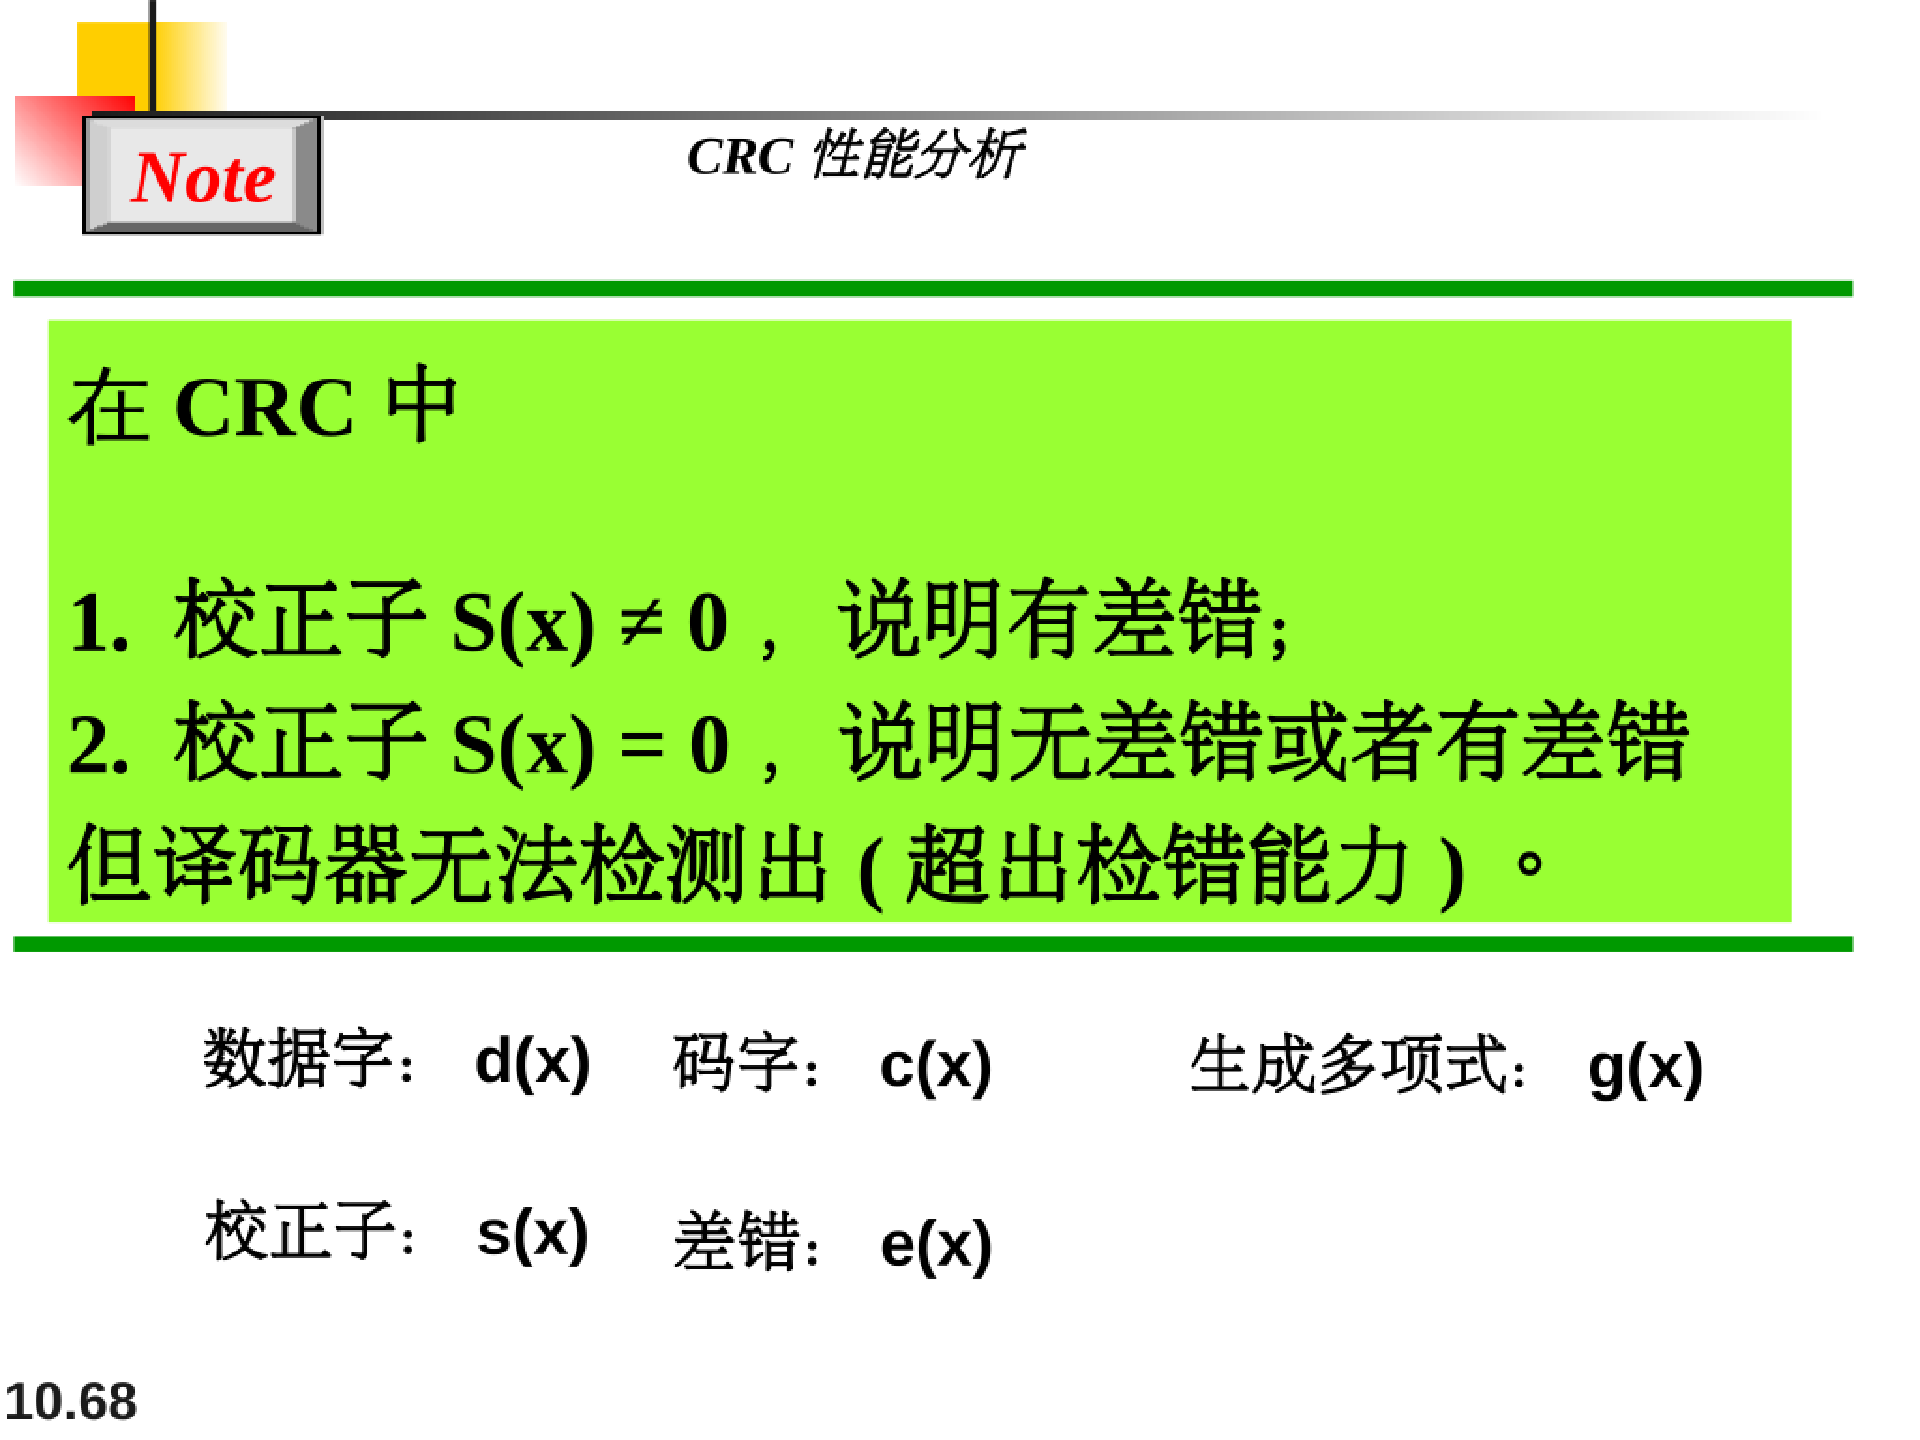 Note
CRC 性能分析
在 CRC 中
1. 校正子 S(x) ≠ 0 ，说明有差错；
2. 校正子 S(x) = 0 ，说明无差错或者有差错
但译码器无法检测出 ( 超出检错能力 ) 。
数据字： d(x) 码字： c(x) 生成多项式： g(x)
校正子： s(x) 差错： e(x)
10.68